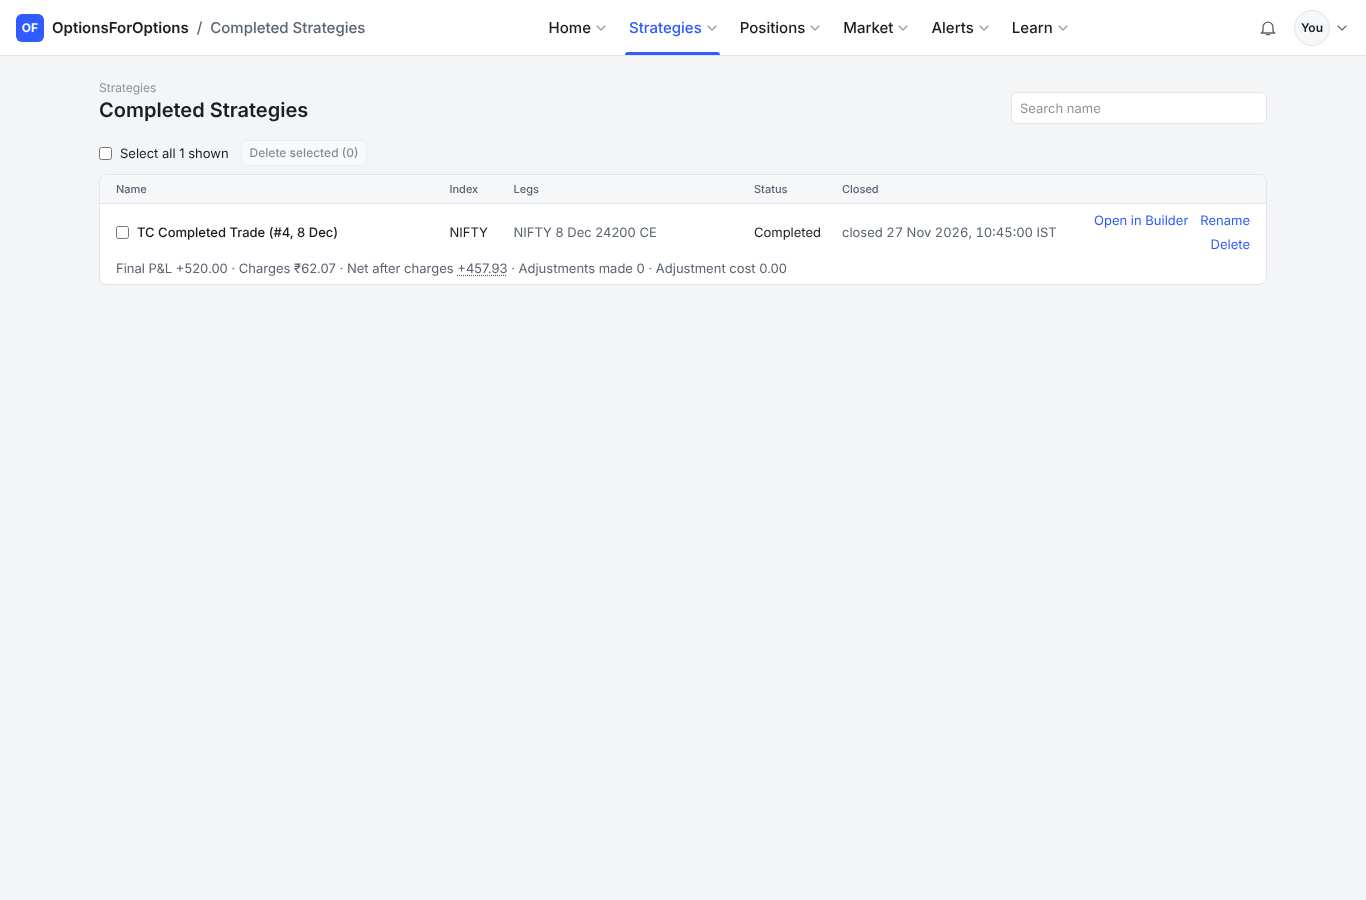 OF OptionsForOptions / Completed Strategies Home Strategies Positions Market Alerts Learn You
Strategies
Completed Strategies
Search name
Select all 1 shown Delete selected (0)
Name Index Legs Status Closed
TC Completed Trade (#4, 8 Dec) NIFTY NIFTY 8 Dec 24200 CE Completed closed 27 Nov 2026, 10:45:00 IST Open in Builder Rename
Delete
Final P&L +520.00 · Charges ₹62.07 · Net after charges +457.93 · Adjustments made 0 · Adjustment cost 0.00